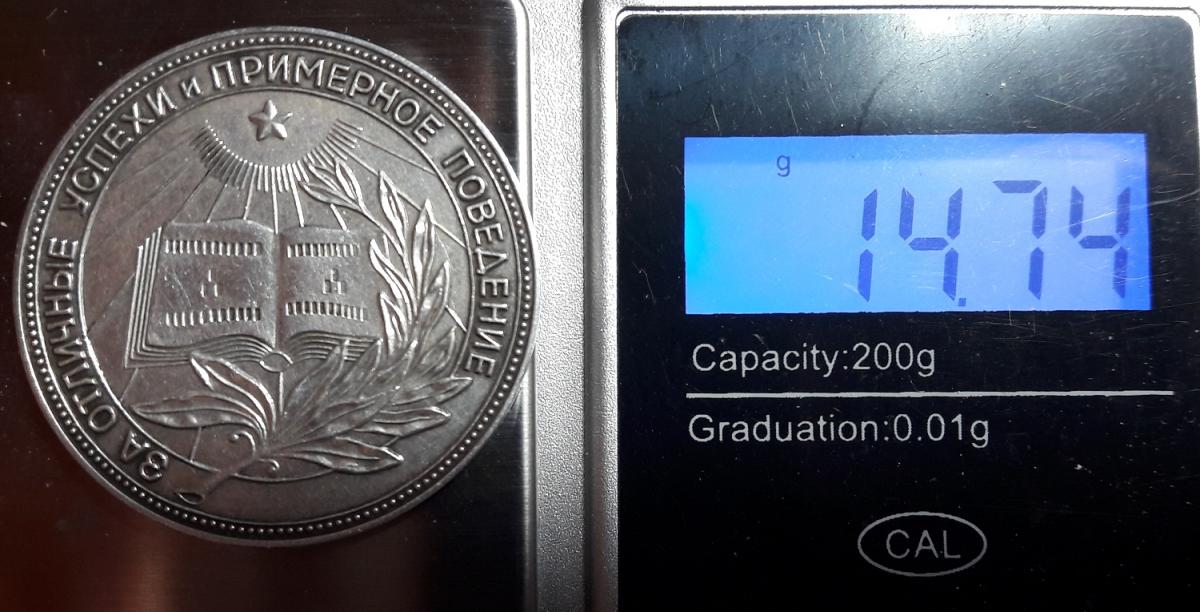 ЗА ОТЛИЧНЫЕ УСПЕХИ и ПРИМЕРНОЕ ПОВЕДЕНИЕ
g
14.74
Capacity:200g
Graduation:0.01g
CAL